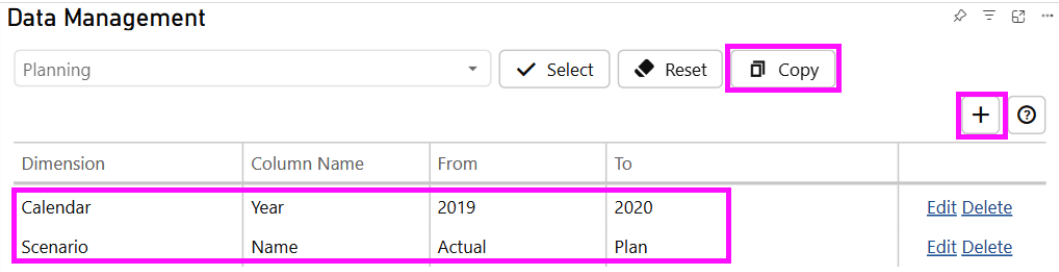 Data Management
Planning Select Reset Copy
Dimension Column Name From To
Calendar Year 2019 2020 Edit Delete
Scenario Name Actual Plan Edit Delete